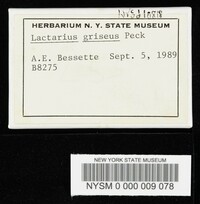 HERBARIUM N. Y. STATE MUSEUM
Lactarius griseus Peck
A.E. Bessette Sept. 5, 1989
B8275
NEW YORK STATE MUSEUM
NYSM 0 000 009 078